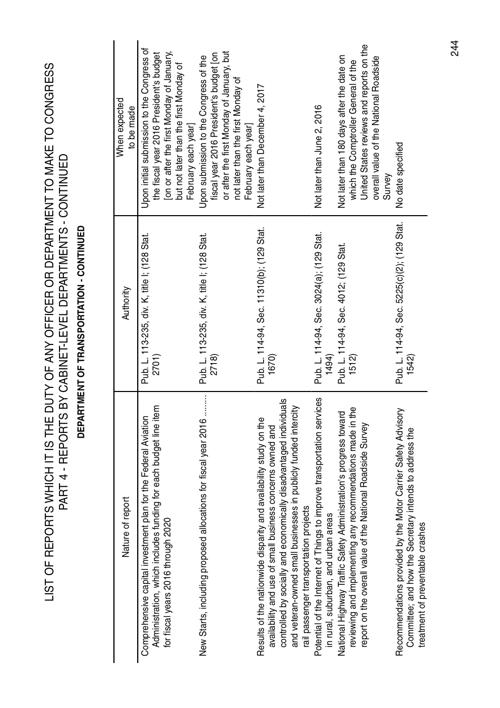 LIST OF REPORTS WHICH IT IS THE DUTY OF ANY OFFICER OR DEPARTMENT TO MAKE TO CONGRESS
PART 4 - REPORTS BY CABINET-LEVEL DEPARTMENTS - CONTINUED
DEPARTMENT OF TRANSPORTATION - CONTINUED
Nature of report
Authority
When expected
to be made
Comprehensive capital investment plan for the Federal Aviation
Administration, which includes funding for each budget line item
for fiscal years 2016 through 2020
Pub. L. 113-235, div. K, title I; (128 Stat.
2701)
Upon initial submission to the Congress of
the fiscal year 2016 President's budget
[on or after the first Monday of January,
but not later than the first Monday of
February each year]
New Starts, including proposed allocations for fiscal year 2016 ..........
Pub. L. 113-235, div. K, title I; (128 Stat.
2718)
Upon submission to the Congress of the
fiscal year 2016 President's budget [on
or after the first Monday of January, but
not later than the first Monday of
February each year]
Results of the nationwide disparity and availability study on the
availability and use of small business concerns owned and
controlled by socially and economically disadvantaged individuals
and veteran-owned small businesses in publicly funded intercity
rail passenger transportation projects
Pub. L. 114-94, Sec. 11310(b); (129 Stat.
1670)
Not later than December 4, 2017
Potential of the Internet of Things to improve transportation services
in rural, suburban, and urban areas
Pub. L. 114-94, Sec. 3024(a); (129 Stat.
1494)
Not later than June 2, 2016
National Highway Traffic Safety Administration's progress toward
reviewing and implementing any recommendations made in the
report on the overall value of the National Roadside Survey
Pub. L. 114-94, Sec. 4012; (129 Stat.
1512)
Not later than 180 days after the date on
which the Comptroller General of the
United States reviews and reports on the
overall value of the National Roadside
Survey
Recommendations provided by the Motor Carrier Safety Advisory
Committee; and how the Secretary intends to address the
treatment of preventable crashes
Pub. L. 114-94, Sec. 5225(c)(2); (129 Stat.
1542)
No date specified
244